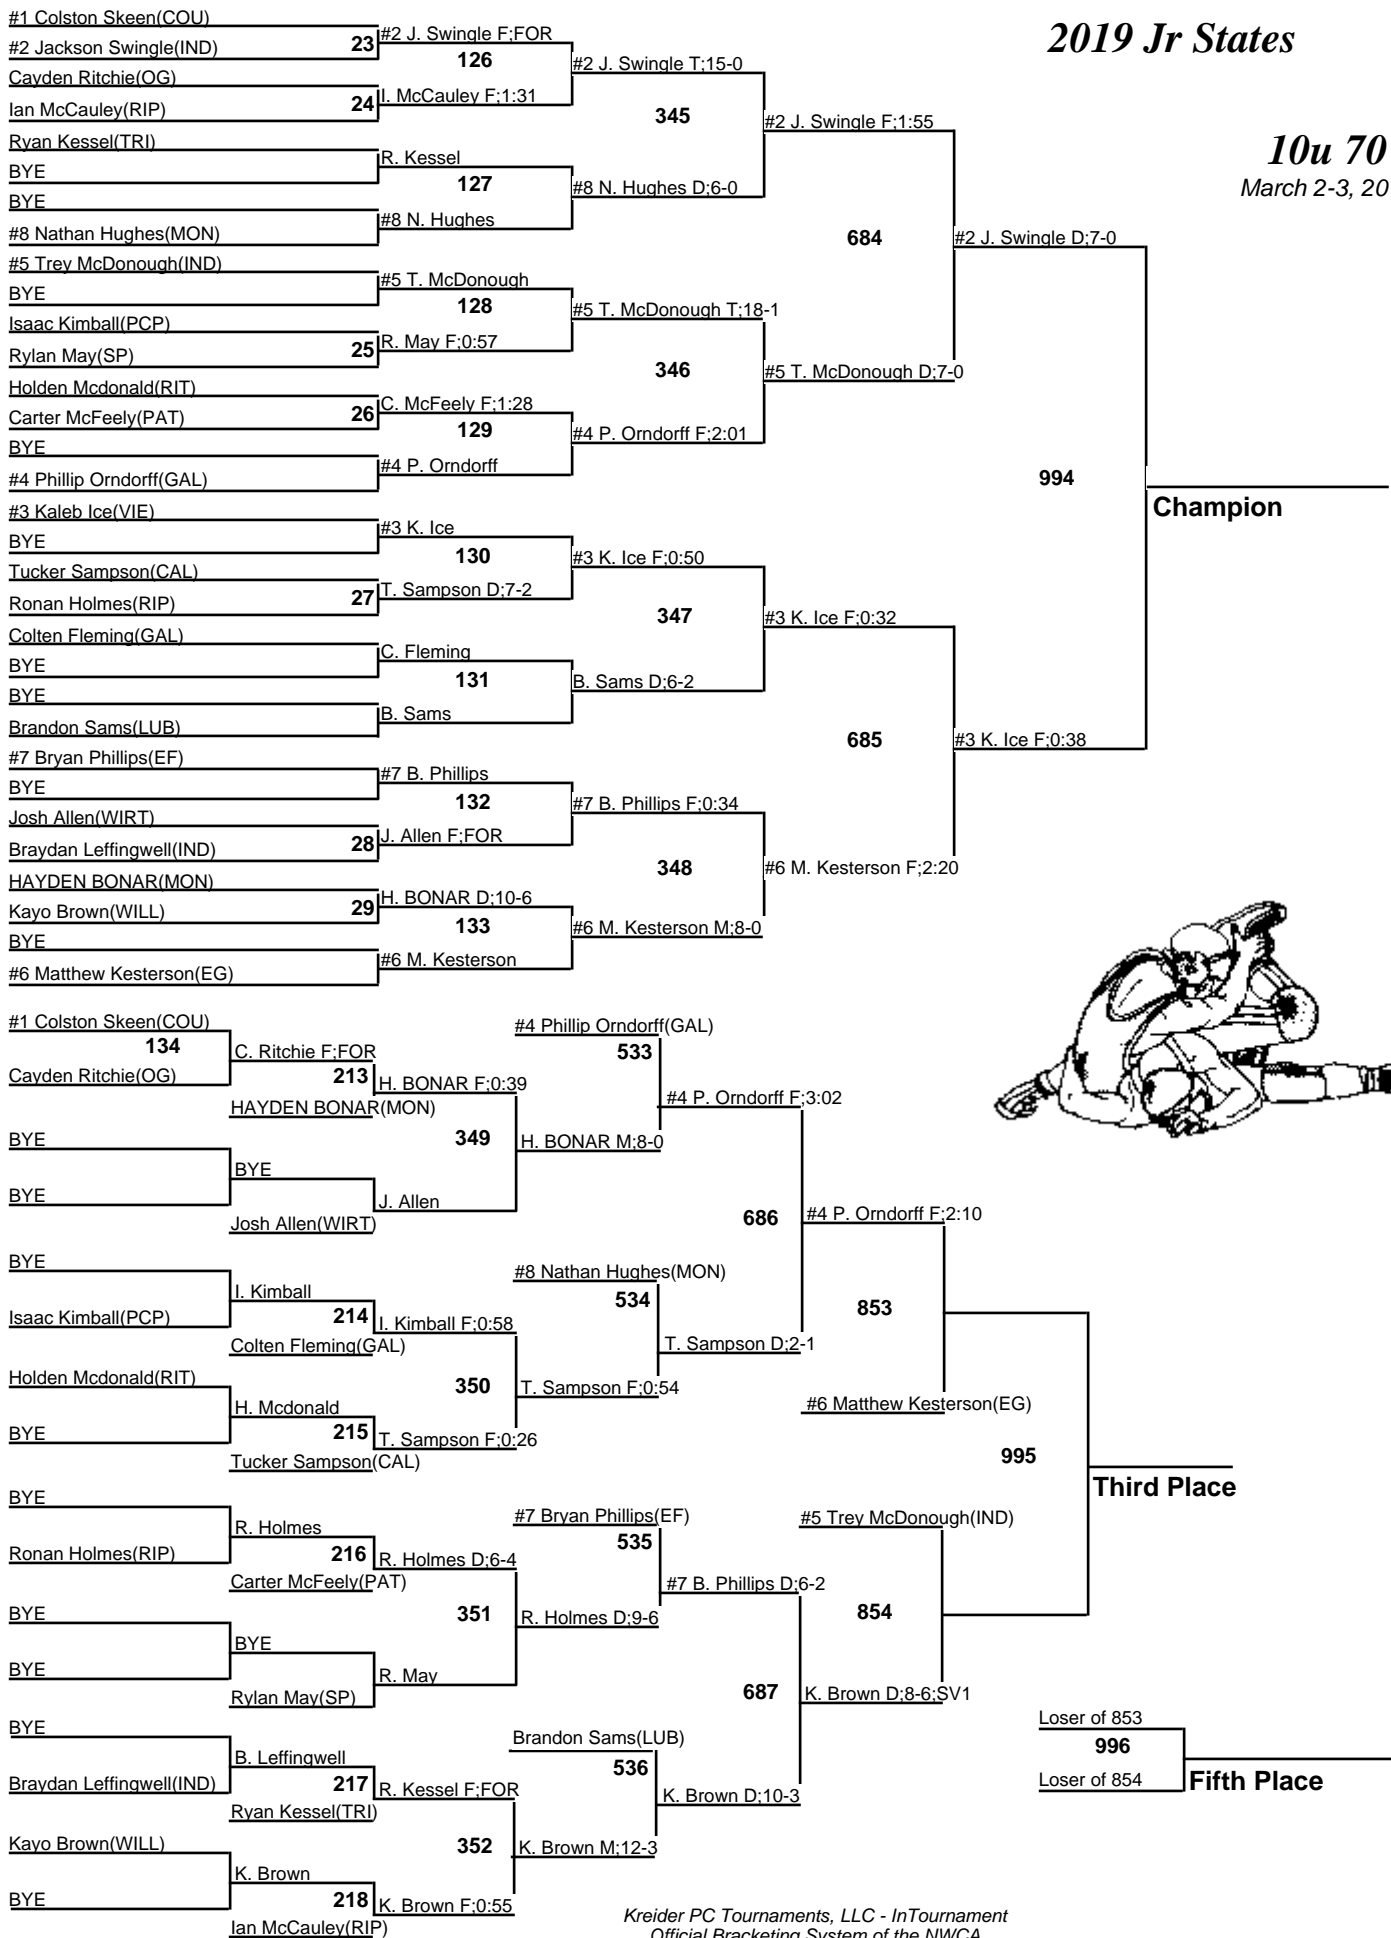 2019 Jr States
10u 70
March 2-3, 20
#1 Colston Skeen(COU)
#2 Jackson Swingle(IND)
23
#2 J. Swingle F;FOR
126
Cayden Ritchie(OG)
Ian McCauley(RIP)
24
I. McCauley F;1:31
#2 J. Swingle T;15-0
345
Ryan Kessel(TRI)
BYE
R. Kessel
127
BYE
#8 Nathan Hughes(MON)
#8 N. Hughes
#8 N. Hughes D;6-0
#2 J. Swingle F;1:55
684
#5 Trey McDonough(IND)
BYE
#5 T. McDonough
128
Isaac Kimball(PCP)
Rylan May(SP)
25
R. May F;0:57
#5 T. McDonough T;18-1
346
Holden Mcdonald(RIT)
Carter McFeely(PAT)
26
C. McFeely F;1:28
129
BYE
#4 Phillip Orndorff(GAL)
#4 P. Orndorff
#4 P. Orndorff F;2:01
#5 T. McDonough D;7-0
#2 J. Swingle D;7-0
994
Champion
#3 Kaleb Ice(VIE)
BYE
#3 K. Ice
130
Tucker Sampson(CAL)
Ronan Holmes(RIP)
27
T. Sampson D;7-2
#3 K. Ice F;0:50
347
Colten Fleming(GAL)
BYE
C. Fleming
131
BYE
Brandon Sams(LUB)
B. Sams
B. Sams D;6-2
#3 K. Ice F;0:32
685
#7 Bryan Phillips(EF)
BYE
#7 B. Phillips
132
Josh Allen(WIRT)
Braydan Leffingwell(IND)
28
J. Allen F;FOR
#7 B. Phillips F;0:34
348
HAYDEN BONAR(MON)
Kayo Brown(WILL)
29
H. BONAR D;10-6
133
BYE
#6 Matthew Kesterson(EG)
#6 M. Kesterson
#6 M. Kesterson M;8-0
#6 M. Kesterson F;2:20
#3 K. Ice F;0:38
#1 Colston Skeen(COU)
134
Cayden Ritchie(OG)
C. Ritchie F;FOR
213
HAYDEN BONAR(MON)
H. BONAR F;0:39
349
BYE
BYE
BYE
Josh Allen(WIRT)
J. Allen
#4 Phillip Orndorff(GAL)
533
H. BONAR M;8-0
#4 P. Orndorff F;3:02
686
BYE
Isaac Kimball(PCP)
I. Kimball
214
Colten Fleming(GAL)
I. Kimball F;0:58
350
Holden Mcdonald(RIT)
BYE
H. Mcdonald
215
Tucker Sampson(CAL)
T. Sampson F;0:26
#8 Nathan Hughes(MON)
534
T. Sampson F;0:54
T. Sampson D;2-1
#4 P. Orndorff F;2:10
853
#6 Matthew Kesterson(EG)
995
Third Place
BYE
Ronan Holmes(RIP)
R. Holmes
216
Carter McFeely(PAT)
R. Holmes D;6-4
351
BYE
BYE
BYE
Rylan May(SP)
R. May
#7 Bryan Phillips(EF)
535
R. Holmes D;9-6
#7 B. Phillips D;6-2
687
#5 Trey McDonough(IND)
854
K. Brown D;8-6;SV1
BYE
Braydan Leffingwell(IND)
B. Leffingwell
217
Ryan Kessel(TRI)
R. Kessel F;FOR
352
Kayo Brown(WILL)
BYE
K. Brown
218
Ian McCauley(RIP)
K. Brown F;0:55
Brandon Sams(LUB)
536
K. Brown M;12-3
K. Brown D;10-3
Loser of 853
996
Loser of 854
Fifth Place
Kreider PC Tournaments, LLC - InTournament
Official Bracketing System of the NWCA